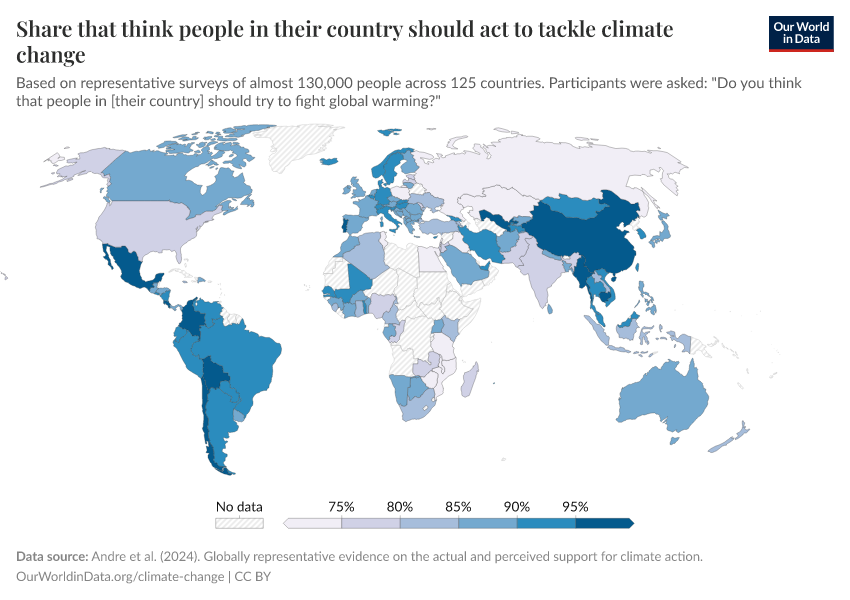 Share that think people in their country should act to tackle climate
change
Our World
in Data
Based on representative surveys of almost 130,000 people across 125 countries. Participants were asked: "Do you think
that people in [their country] should try to fight global warming?"
No data
75%
80%
85%
90%
95%
Data source: Andre et al. (2024). Globally representative evidence on the actual and perceived support for climate action.
OurWorldinData.org/climate-change | CC BY